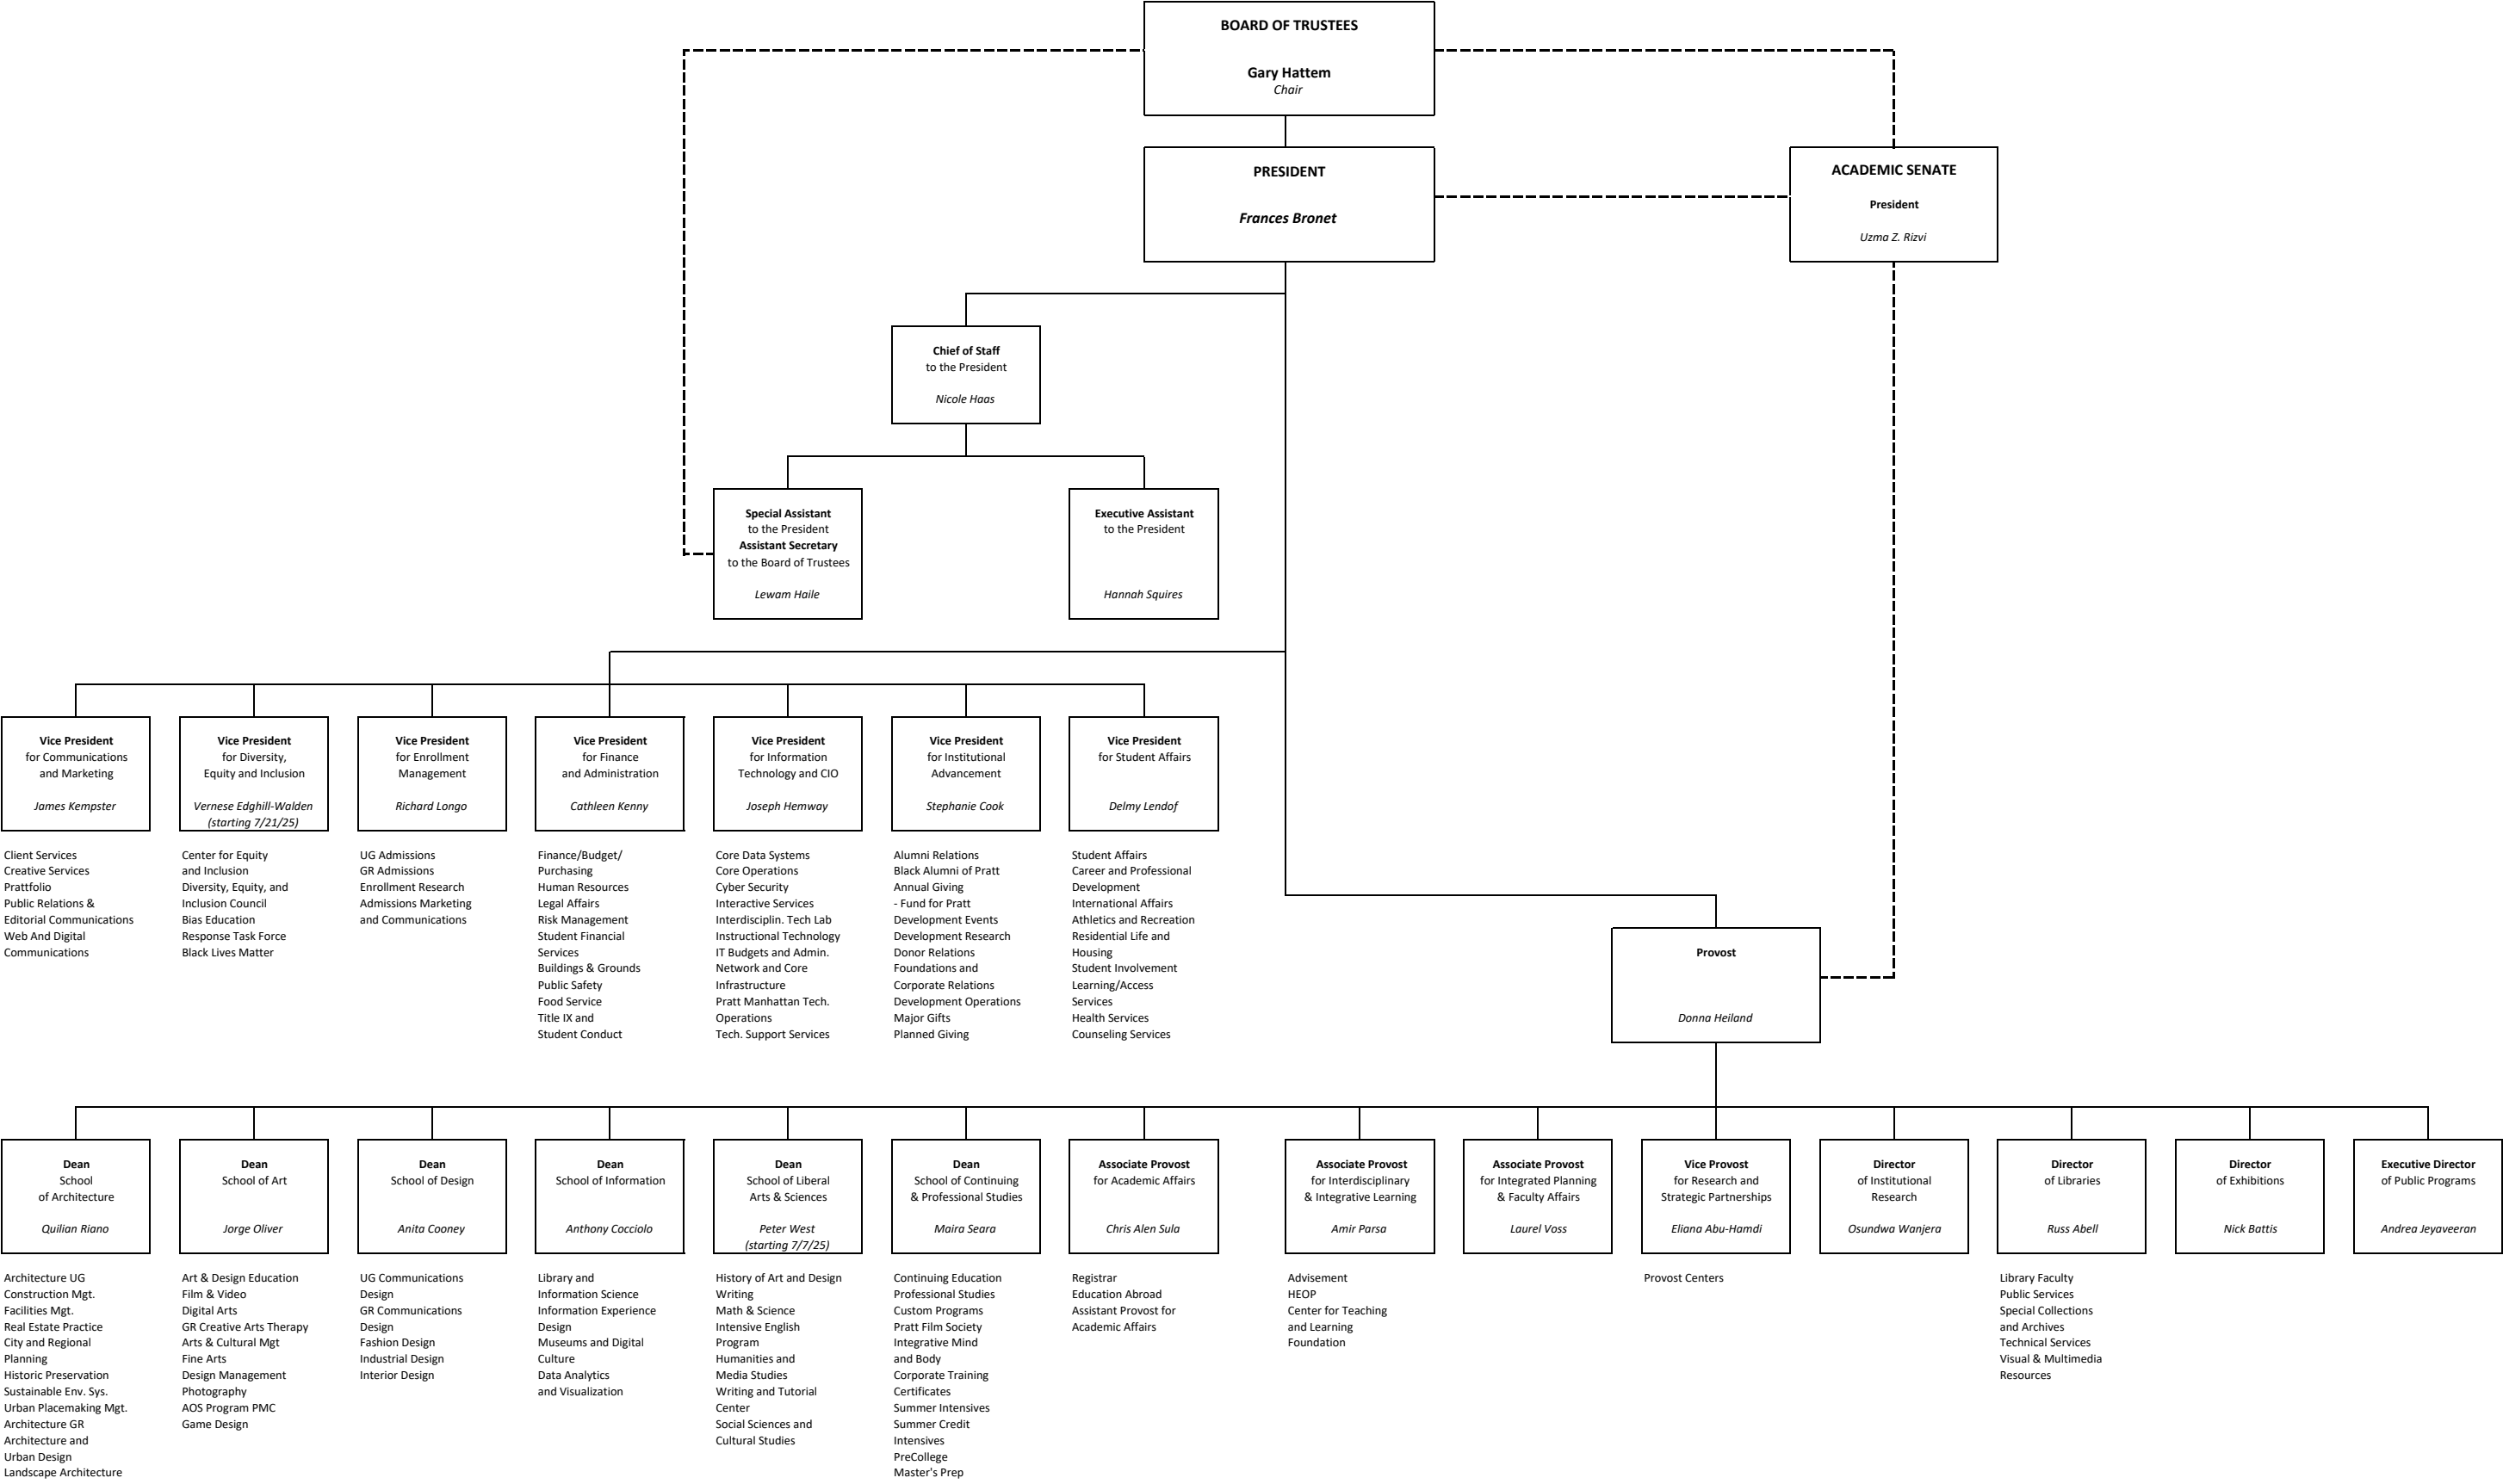 BOARD OF TRUSTEES
Gary Hattem
Chair
PRESIDENT
Frances Bronet
ACADEMIC SENATE
President
Uzma Z. Rizvi
Chief of Staff
to the President
Nicole Haas
Special Assistant
to the President
Assistant Secretary
to the Board of Trustees
Lewam Haile
Executive Assistant
to the President
Hannah Squires
Vice President
for Communications
and Marketing
James Kempster
Client Services
Creative Services
Prattfolio
Public Relations &
Editorial Communications
Web And Digital
Communications
Vice President
for Diversity,
Equity and Inclusion
Vernese Edghill-Walden
(starting 7/21/25)
Center for Equity
and Inclusion
Diversity, Equity, and
Inclusion Council
Bias Education
Response Task Force
Black Lives Matter
Vice President
for Enrollment
Management
Richard Longo
UG Admissions
GR Admissions
Enrollment Research
Admissions Marketing
and Communications
Vice President
for Finance
and Administration
Cathleen Kenny
Finance/Budget/
Purchasing
Human Resources
Legal Affairs
Risk Management
Student Financial
Services
Buildings & Grounds
Public Safety
Food Service
Title IX and
Student Conduct
Vice President
for Information
Technology and CIO
Joseph Hemway
Core Data Systems
Core Operations
Cyber Security
Interactive Services
Interdisciplin. Tech Lab
Instructional Technology
IT Budgets and Admin.
Network and Core
Infrastructure
Pratt Manhattan Tech.
Operations
Tech. Support Services
Vice President
for Institutional
Advancement
Stephanie Cook
Alumni Relations
Black Alumni of Pratt
Annual Giving
- Fund for Pratt
Development Events
Development Research
Donor Relations
Foundations and
Corporate Relations
Development Operations
Major Gifts
Planned Giving
Vice President
for Student Affairs
Delmy Lendof
Student Affairs
Career and Professional
Development
International Affairs
Athletics and Recreation
Residential Life and
Housing
Student Involvement
Learning/Access
Services
Health Services
Counseling Services
Provost
Donna Heiland
Dean
School
of Architecture
Quilian Riano
Architecture UG
Construction Mgt.
Facilities Mgt.
Real Estate Practice
City and Regional
Planning
Historic Preservation
Sustainable Env. Sys.
Urban Placemaking Mgt.
Architecture GR
Architecture and
Urban Design
Landscape Architecture
Dean
School of Art
Jorge Oliver
Art & Design Education
Film & Video
Digital Arts
GR Creative Arts Therapy
Arts & Cultural Mgt
Fine Arts
Design Management
Photography
AOS Program PMC
Game Design
Dean
School of Design
Anita Cooney
UG Communications
Design
GR Communications
Design
Fashion Design
Industrial Design
Interior Design
Dean
School of Information
Anthony Cocciolo
Library and
Information Science
Information Experience
Design
Museums and Digital
Culture
Data Analytics
and Visualization
Dean
School of Liberal
Arts & Sciences
Peter West
(starting 7/7/25)
History of Art and Design
Writing
Math & Science
Intensive English
Program
Humanities and
Media Studies
Writing and Tutorial
Center
Social Sciences and
Cultural Studies
Dean
School of Continuing
& Professional Studies
Maira Seara
Continuing Education
Professional Studies
Custom Programs
Pratt Film Society
Integrative Mind
and Body
Corporate Training
Certificates
Summer Intensives
Summer Credit
Intensives
PreCollege
Master's Prep
Associate Provost
for Academic Affairs
Chris Alen Sula
Registrar
Education Abroad
Assistant Provost for
Academic Affairs
Associate Provost
for Interdisciplinary
& Integrative Learning
Amir Parsa
Advisement
HEOP
Center for Teaching
and Learning
Foundation
Associate Provost
for Integrated Planning
& Faculty Affairs
Laurel Voss
Vice Provost
for Research and
Strategic Partnerships
Eliana Abu-Hamdi
Provost Centers
Director
of Institutional
Research
Osundwa Wanjera
Director
of Libraries
Russ Abell
Library Faculty
Public Services
Special Collections
and Archives
Technical Services
Visual & Multimedia
Resources
Director
of Exhibitions
Nick Battis
Executive Director
of Public Programs
Andrea Jeyaveeran